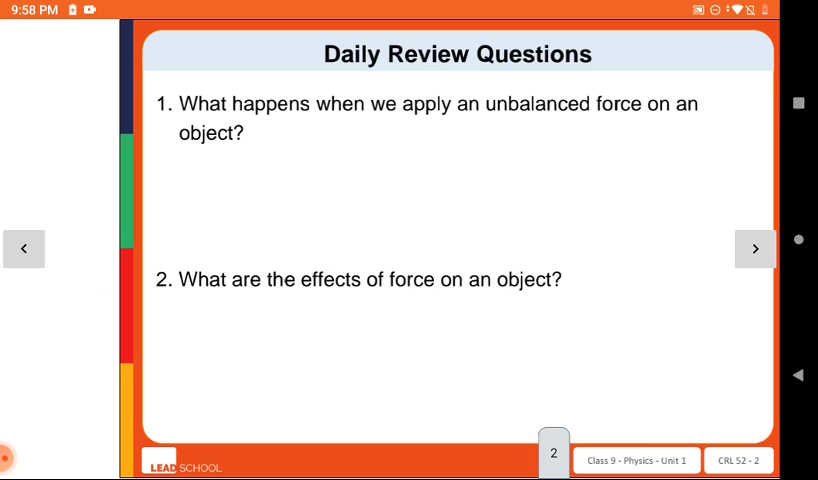 9:58 PM
Daily Review Questions
1. What happens when we apply an unbalanced force on an
object?
2. What are the effects of force on an object?
LEAD SCHOOL
2
Class 9 - Physics - Unit 1
CRL 52 - 2